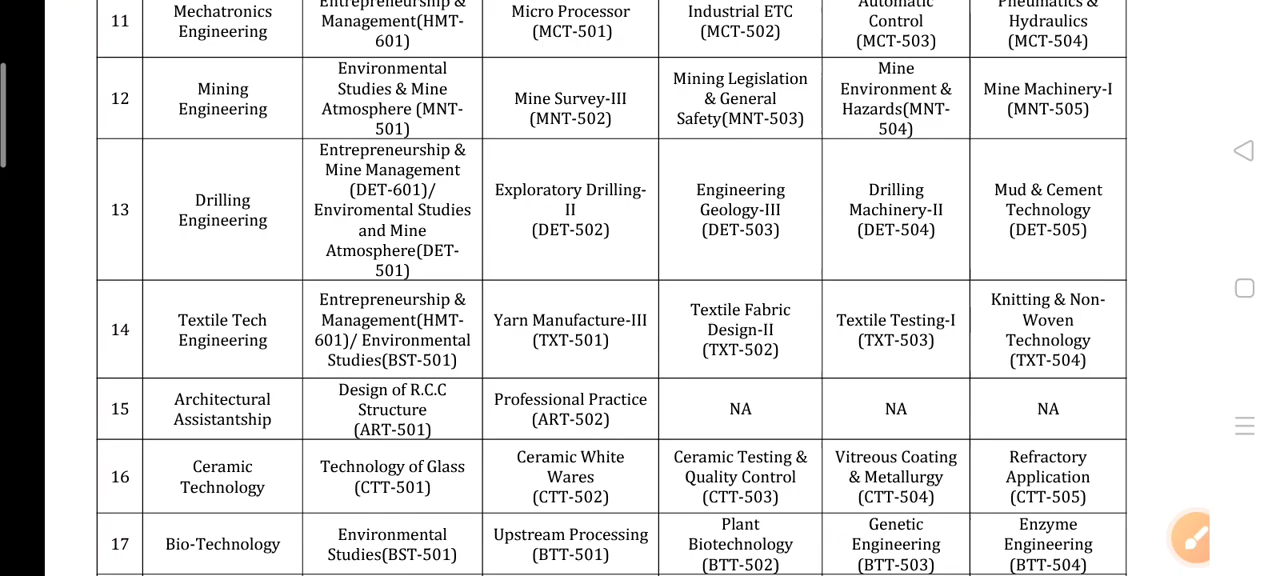 11
Mechatronics
Engineering
Entrepreneurship &
Management(HMT-
601)
Micro Processor
(MCT-501)
Industrial ETC
(MCT-502)
Automatic
Control
(MCT-503)
Pneumatics &
Hydraulics
(MCT-504)
12
Mining
Engineering
Environmental
Studies & Mine
Atmosphere (MNT-
501)
Mine Survey-III
(MNT-502)
Mining Legislation
& General
Safety(MNT-503)
Mine
Environment &
Hazards(MNT-
504)
Mine Machinery-I
(MNT-505)
13
Drilling
Engineering
Entrepreneurship &
Mine Management
(DET-601)/
Enviromental Studies
and Mine
Atmosphere(DET-
501)
Exploratory Drilling-
II
(DET-502)
Engineering
Geology-III
(DET-503)
Drilling
Machinery-II
(DET-504)
Mud & Cement
Technology
(DET-505)
14
Textile Tech
Engineering
Entrepreneurship &
Management(HMT-
601)/ Environmental
Studies(BST-501)
Yarn Manufacture-III
(TXT-501)
Textile Fabric
Design-II
(TXT-502)
Textile Testing-I
(TXT-503)
Knitting & Non-
Woven
Technology
(TXT-504)
15
Architectural
Assistantship
Design of R.C.C
Structure
(ART-501)
Professional Practice
(ART-502)
NA
NA
NA
16
Ceramic
Technology
Technology of Glass
(CTT-501)
Ceramic White
Wares
(CTT-502)
Ceramic Testing &
Quality Control
(CTT-503)
Vitreous Coating
& Metallurgy
(CTT-504)
Refractory
Application
(CTT-505)
17
Bio-Technology
Environmental
Studies(BST-501)
Upstream Processing
(BTT-501)
Plant
Biotechnology
(BTT-502)
Genetic
Engineering
(BTT-503)
Enzyme
Engineering
(BTT-504)